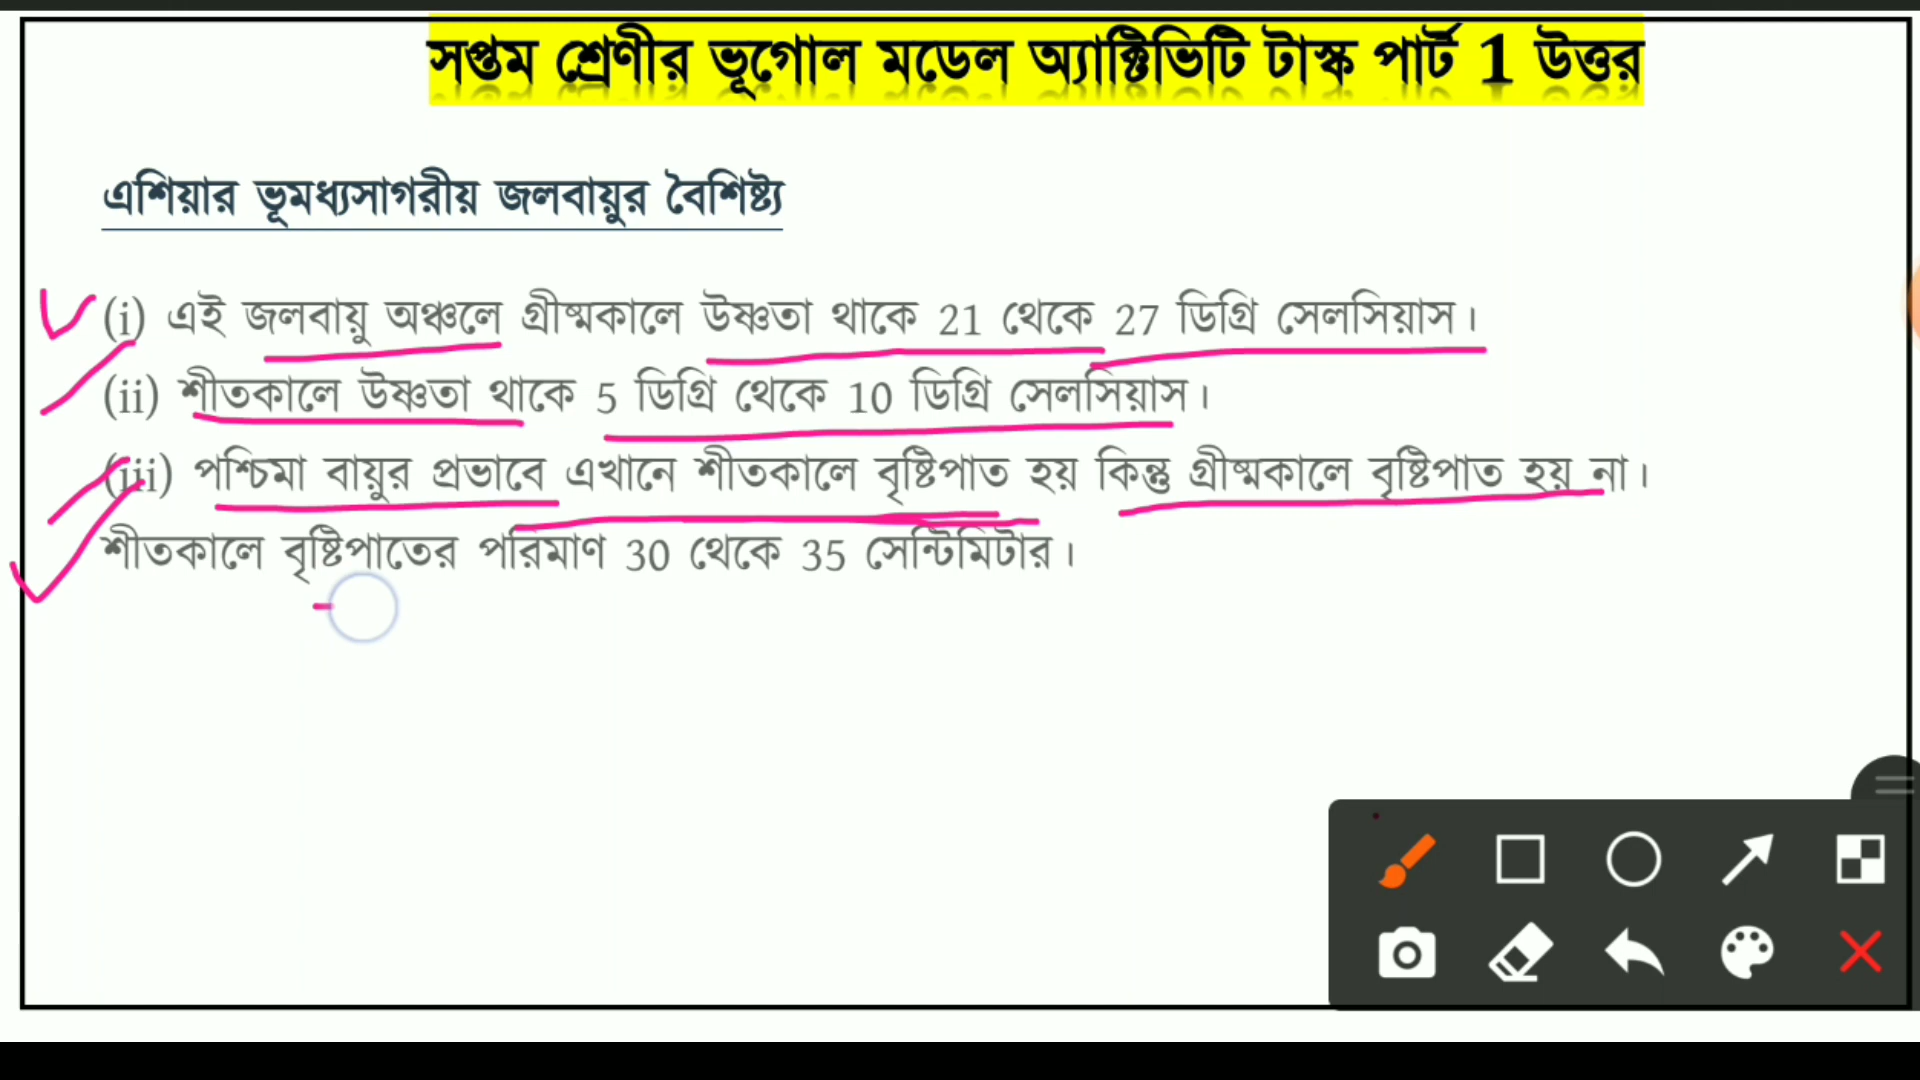 সপ্তম শ্রেণীর ভূগোল মডেল অ্যাক্টিভিটি টাস্ক পার্ট 1 উত্তর
এশিয়ার ভূমধ্যসাগরীয় জলবায়ুর বৈশিষ্ট্য
(i) এই জলবায়ু অঞ্চলে গ্রীষ্মকালে উষ্ণতা থাকে 21 থেকে 27 ডিগ্রি সেলসিয়াস।
(ii) শীতকালে উষ্ণতা থাকে 5 ডিগ্রি থেকে 10 ডিগ্রি সেলসিয়াস।
(iii) পশ্চিমা বায়ুর প্রভাবে এখানে শীতকালে বৃষ্টিপাত হয় কিন্তু গ্রীষ্মকালে বৃষ্টিপাত হয় না।
শীতকালে বৃষ্টিপাতের পরিমাণ 30 থেকে 35 সেন্টিমিটার।